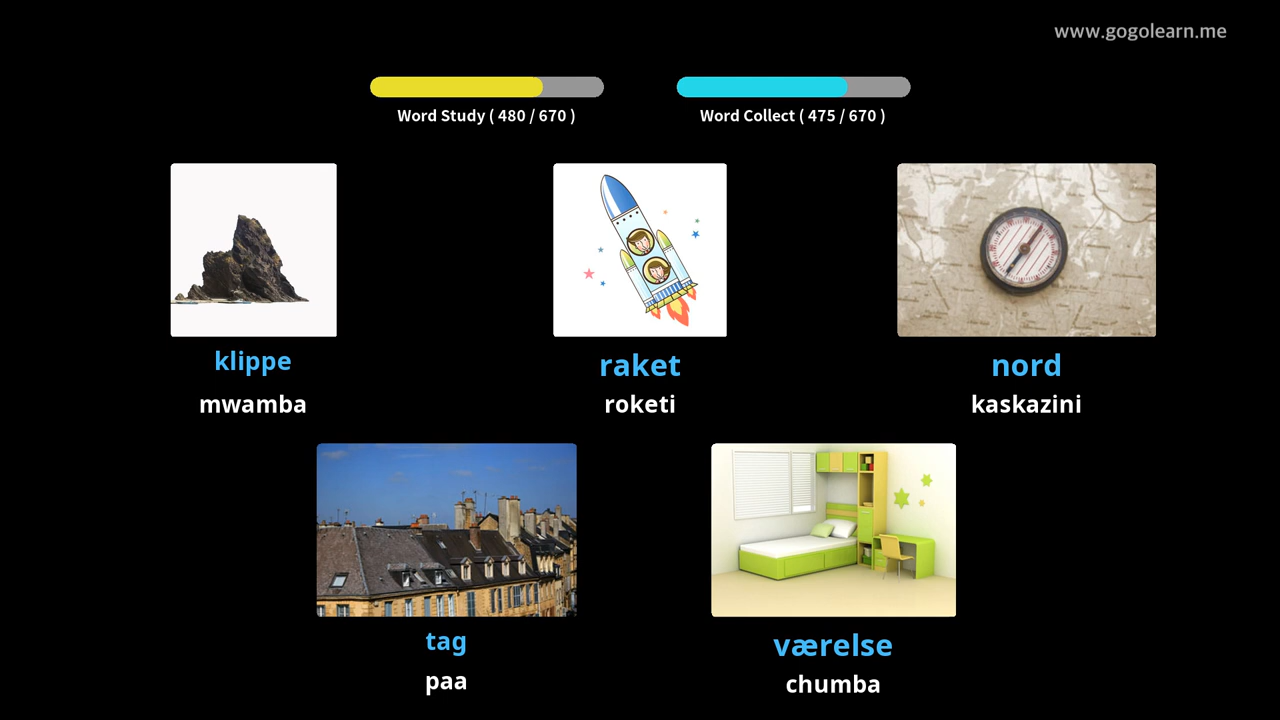 www.gogolearn.me
Word Study ( 480 / 670 )
Word Collect ( 475 / 670 )
klippe
mwamba
raket
roketi
nord
kaskazini
tag
paa
værelse
chumba